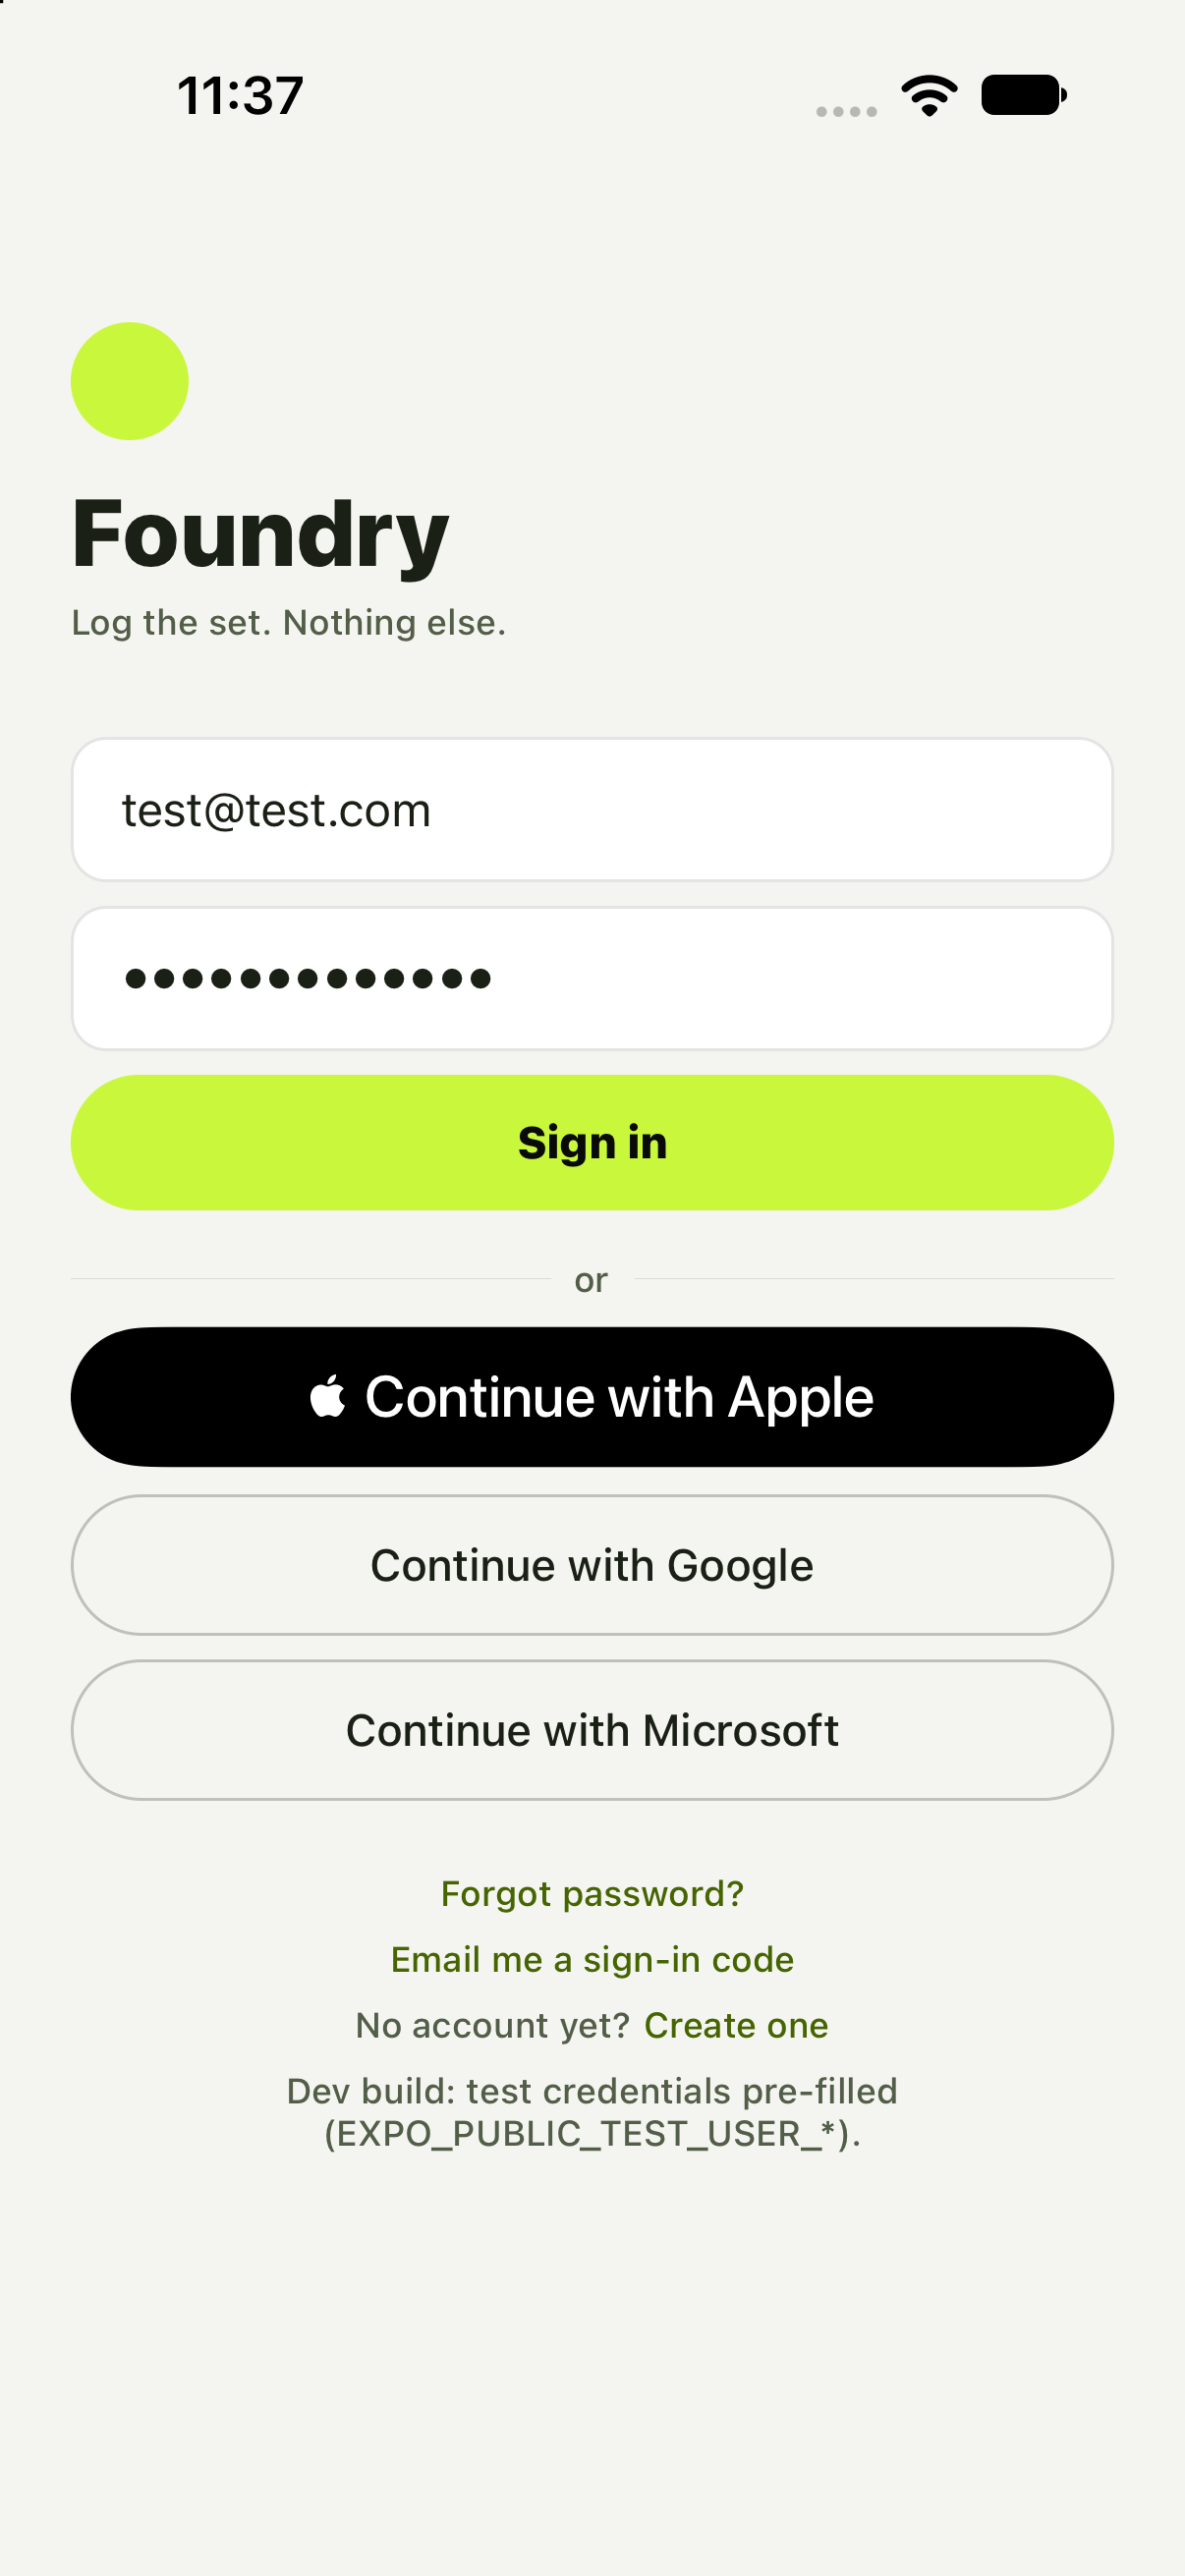 11:37
Foundry
Log the set. Nothing else.
test@test.com
•••••••••••••
Sign in
or
Continue with Apple
Continue with Google
Continue with Microsoft
Forgot password?
Email me a sign-in code
No account yet? Create one
Dev build: test credentials pre-filled
(EXPO_PUBLIC_TEST_USER_*).